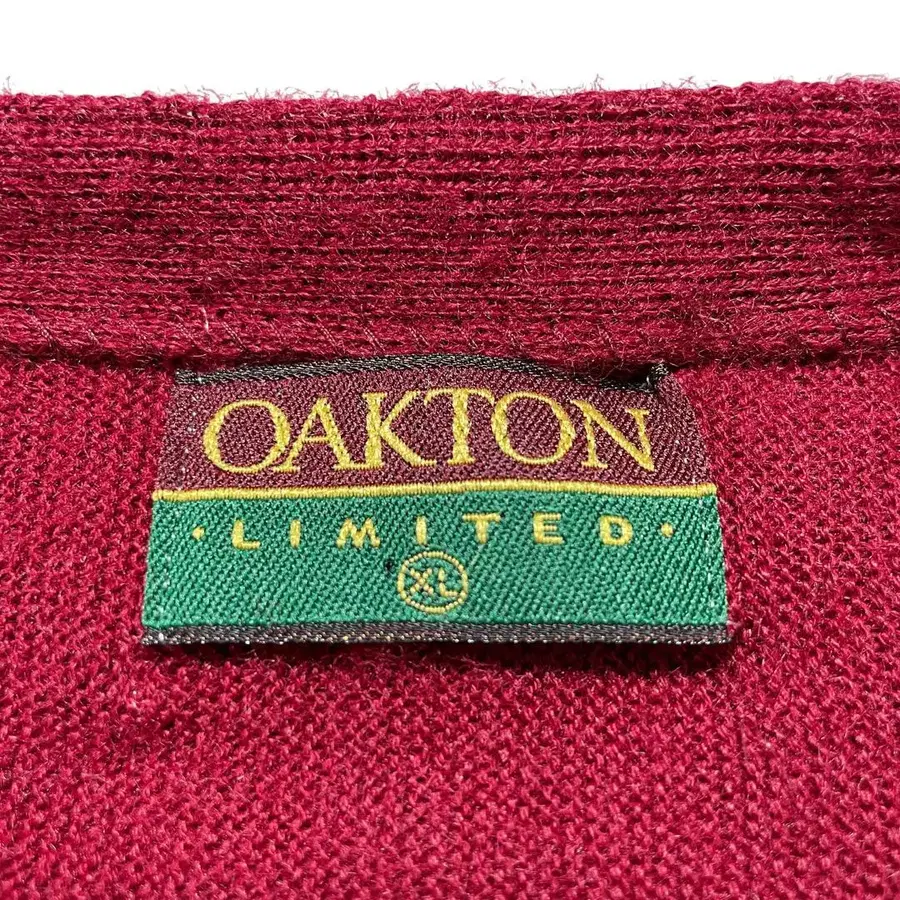 OAKTON
• LIMITED •
XL